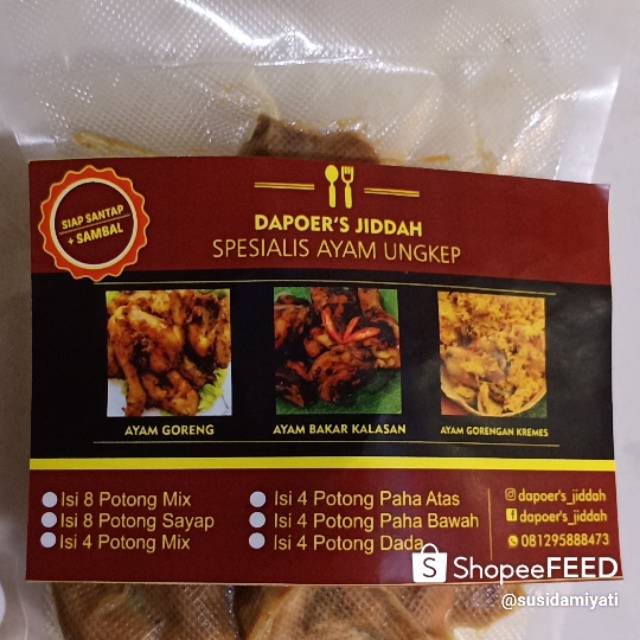 SIAP SANTAP
+ SAMBAL
DAPOER'S JIDDAH
SPESIALIS AYAM UNGKEP
AYAM GORENG
AYAM BAKAR KALASAN
AYAM GORENGAN KREMES
Isi 8 Potong Mix
Isi 8 Potong Sayap
Isi 4 Potong Mix
Isi 4 Potong Paha Atas
Isi 4 Potong Paha Bawah
Isi 4 Potong Dada
dapoer's_jiddah
dapoer's_jiddah
081295888473
S ShopeeFEED
@susidamiyati